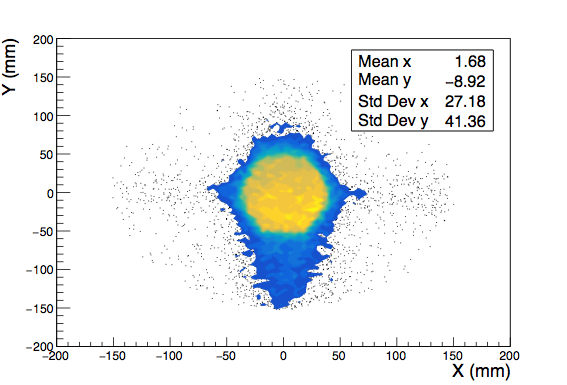 Y (mm)
200
150
100
50
0
−50
−100
−150
−200
Mean x 1.68
Mean y −8.92
Std Dev x 27.18
Std Dev y 41.36
−200 −150 −100 −50 0 50 100 150 200
X (mm)